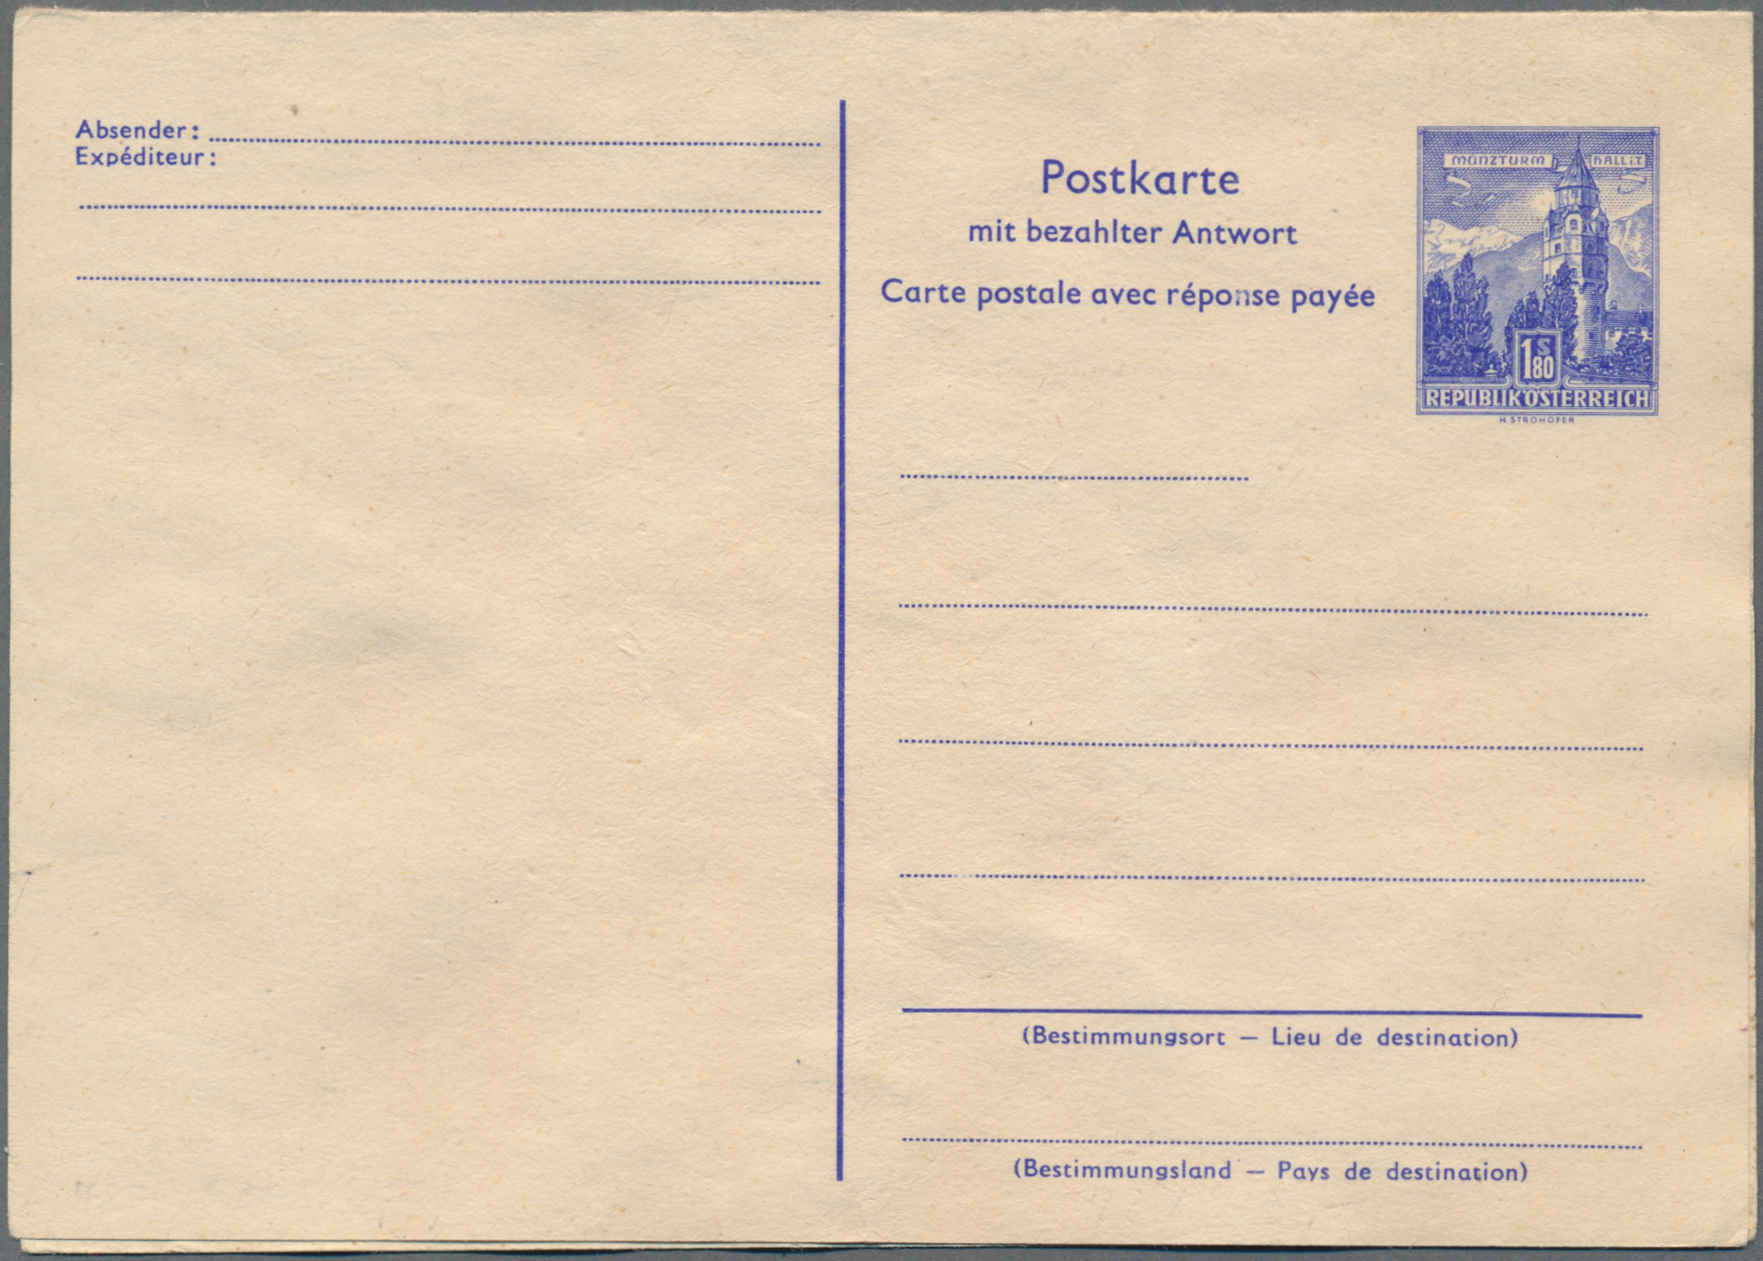 Absender:
Expéditeur:
Postkarte
mit bezahlter Antwort
Carte postale avec réponse payée
MÜNZTURM HALL i.T.
1 S 80
REPUBLIK ÖSTERREICH
H. STROHOFER
(Bestimmungsort — Lieu de destination)
(Bestimmungsland — Pays de destination)